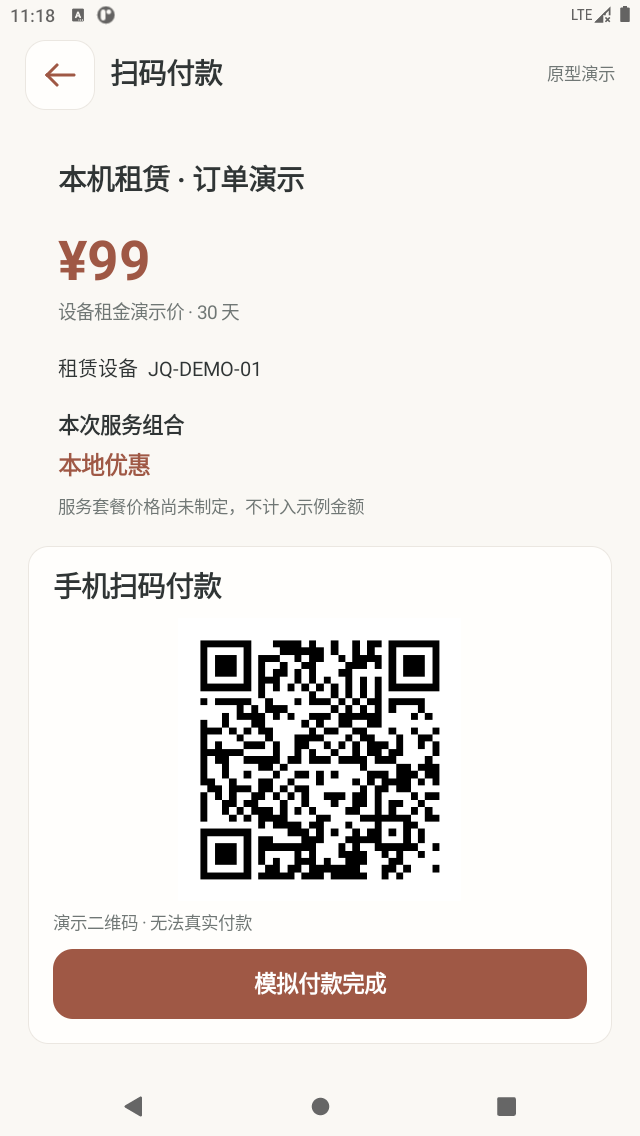 11:18
LTE
扫码付款
原型演示
本机租赁 · 订单演示
¥99
设备租金演示价 · 30 天
租赁设备 JQ-DEMO-01
本次服务组合
本地优惠
服务套餐价格尚未制定，不计入示例金额
手机扫码付款
演示二维码 · 无法真实付款
模拟付款完成